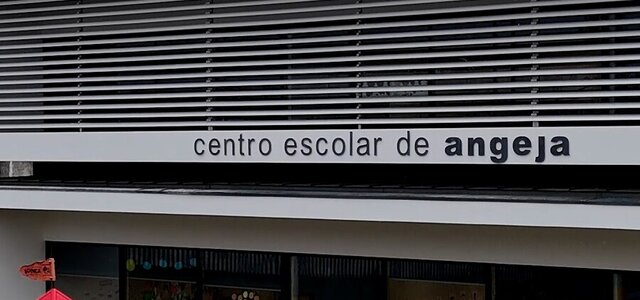 centro escolar de angeja